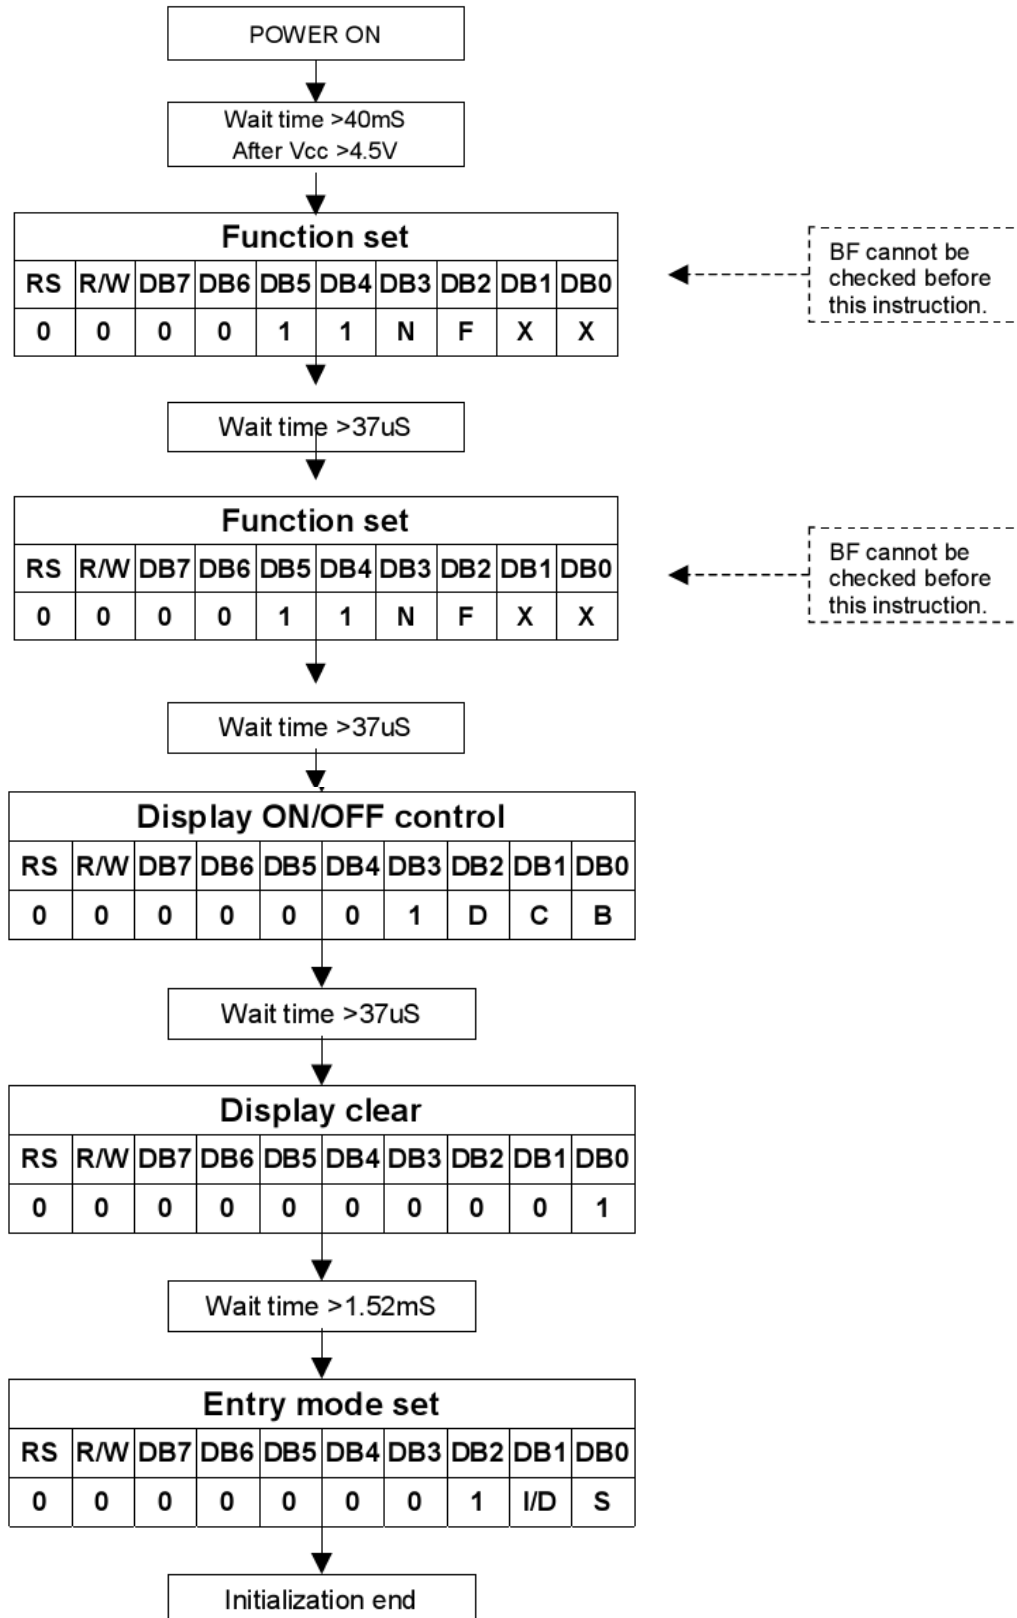 POWER ON
Wait time >40mS
After Vcc >4.5V
Function set
RS R/W DB7 DB6 DB5 DB4 DB3 DB2 DB1 DB0
0 0 0 0 1 1 N F X X
BF cannot be
checked before
this instruction.
Wait time >37uS
Function set
RS R/W DB7 DB6 DB5 DB4 DB3 DB2 DB1 DB0
0 0 0 0 1 1 N F X X
BF cannot be
checked before
this instruction.
Wait time >37uS
Display ON/OFF control
RS R/W DB7 DB6 DB5 DB4 DB3 DB2 DB1 DB0
0 0 0 0 0 0 1 D C B
Wait time >37uS
Display clear
RS R/W DB7 DB6 DB5 DB4 DB3 DB2 DB1 DB0
0 0 0 0 0 0 0 0 0 1
Wait time >1.52mS
Entry mode set
RS R/W DB7 DB6 DB5 DB4 DB3 DB2 DB1 DB0
0 0 0 0 0 0 0 1 I/D S
Initialization end